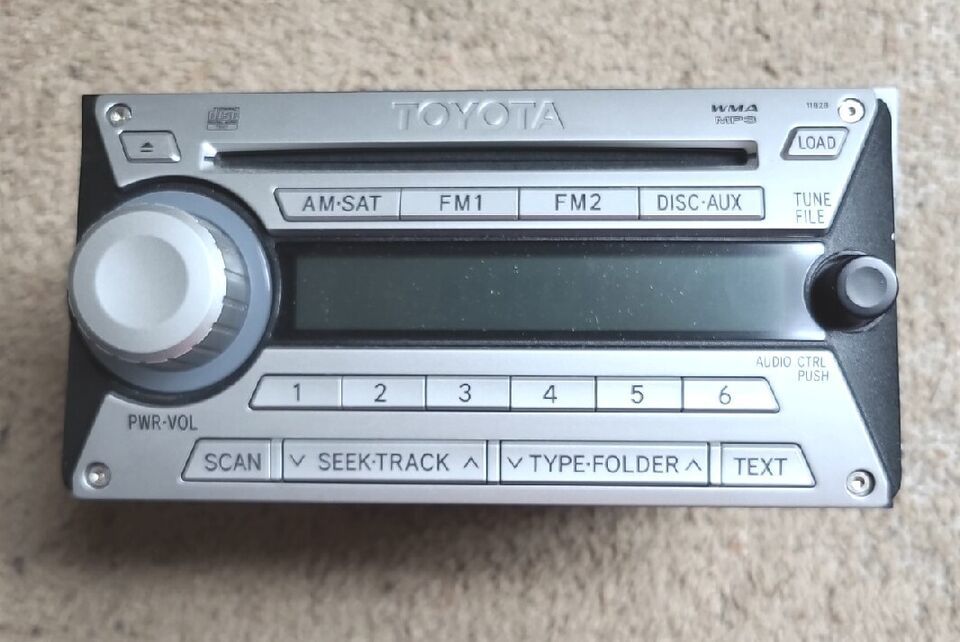 TOYOTA
WMA
MP3
11828
DISC
LOAD
AM·SAT FM1 FM2 DISC·AUX
TUNE
FILE
AUDIO CTRL
PUSH
1 2 3 4 5 6
PWR·VOL
SCAN ∨ SEEK·TRACK ∧ ∨ TYPE·FOLDER ∧ TEXT